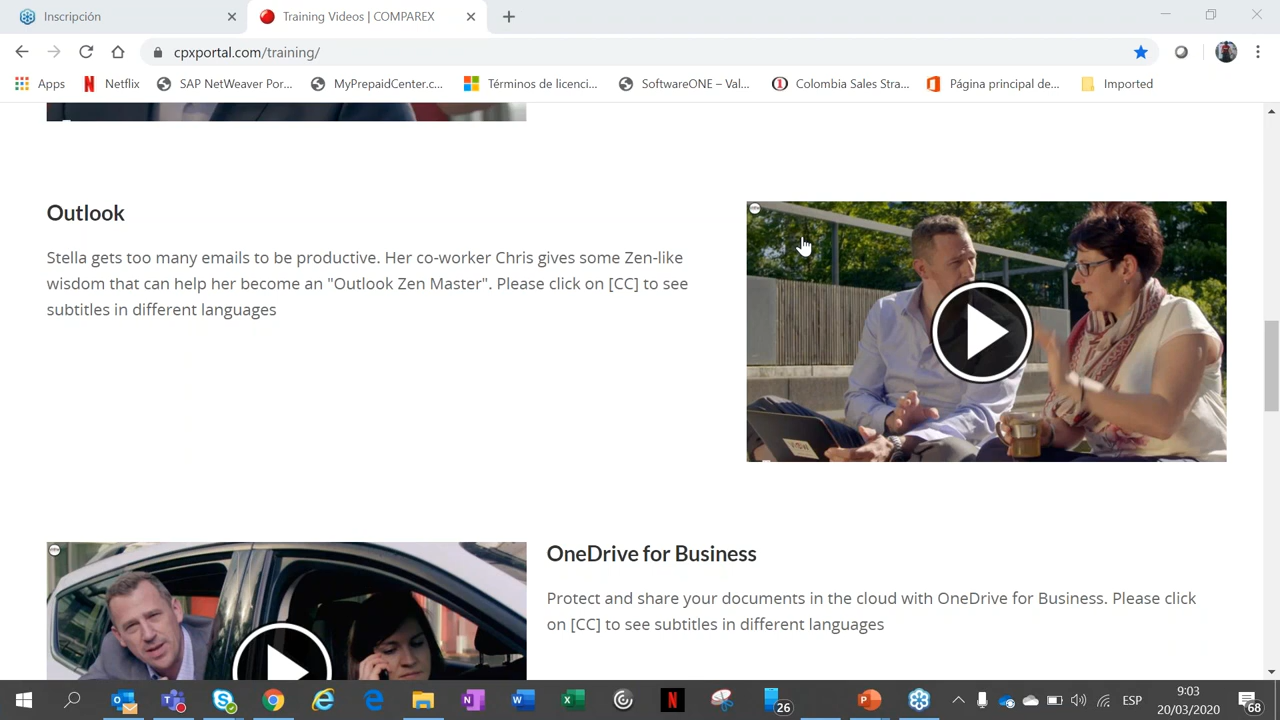 Inscripción
Training Videos | COMPAREX
cpxportal.com/training/
Apps
Netflix
SAP NetWeaver Por...
MyPrepaidCenter.c...
Términos de licenci...
SoftwareONE – Val...
Colombia Sales Stra...
Página principal de...
Imported
Outlook
Stella gets too many emails to be productive. Her co-worker Chris gives some Zen-like
wisdom that can help her become an "Outlook Zen Master". Please click on [CC] to see
subtitles in different languages
OneDrive for Business
Protect and share your documents in the cloud with OneDrive for Business. Please click
on [CC] to see subtitles in different languages
26
ESP
9:03
20/03/2020
68